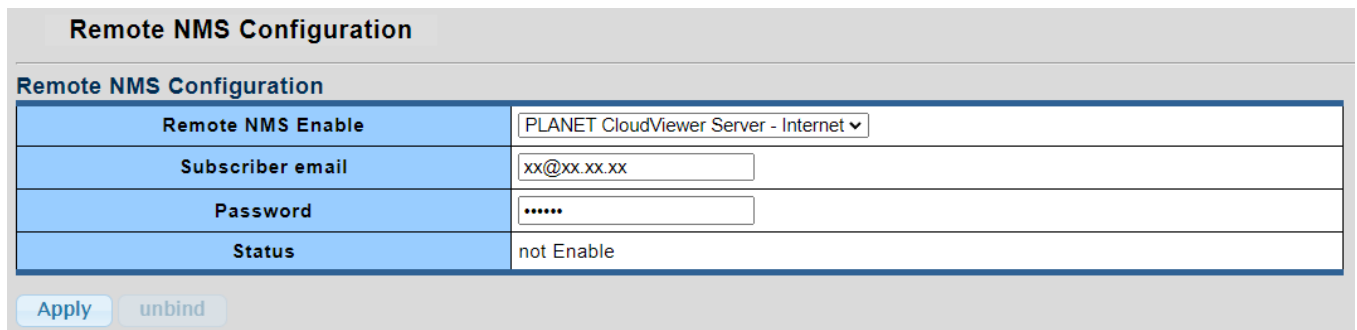 Remote NMS Configuration
Remote NMS Configuration
Remote NMS Enable PLANET CloudViewer Server - Internet
Subscriber email xx@xx.xx.xx
Password ••••••
Status not Enable
Apply unbind